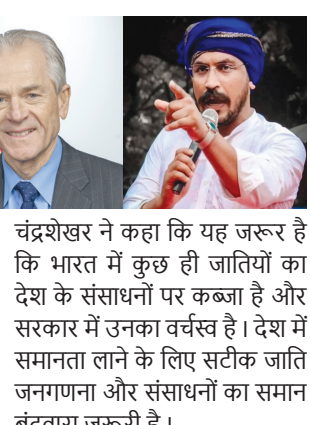 चंद्रशेखर ने कहा कि यह जरूर है
कि भारत में कुछ ही जातियों का
देश के संसाधनों पर कब्जा है और
सरकार में उनका वर्चस्व है। देश में
समानता लाने के लिए सटीक जाति
जनगणना और संसाधनों का समान
बंटवारा जरूरी है।